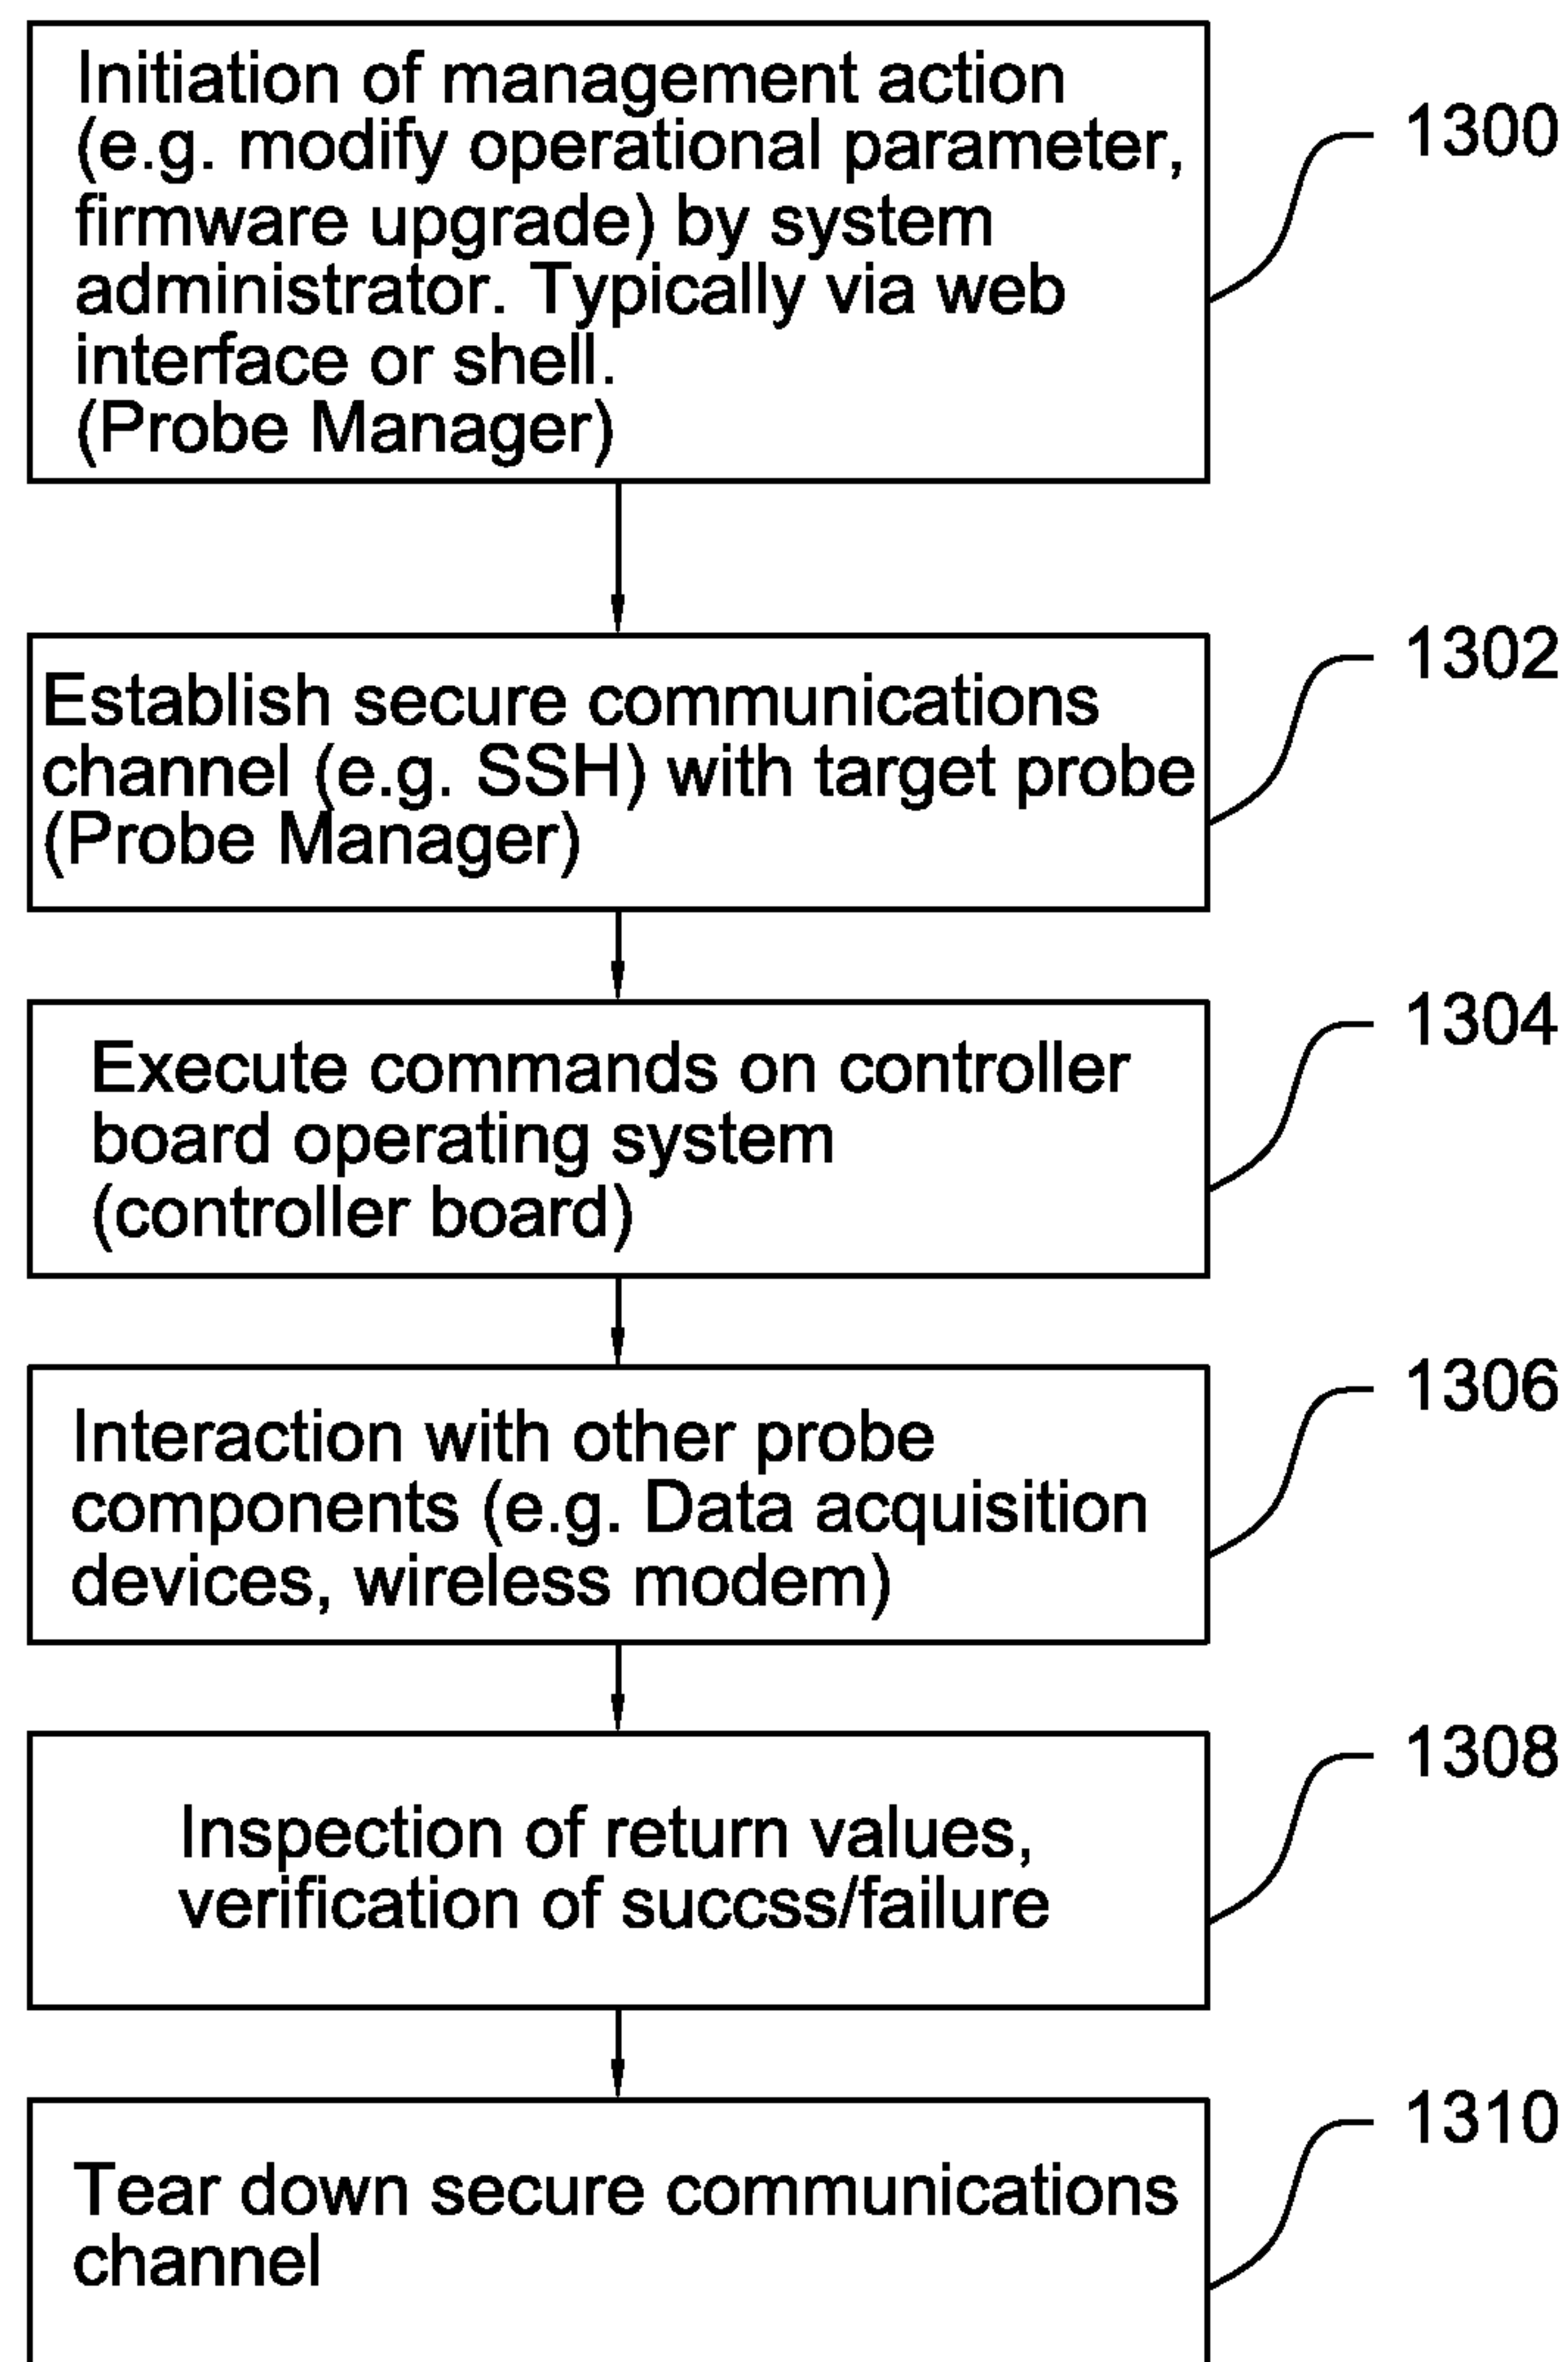 Initiation of management action
(e.g. modify operational parameter,
firmware upgrade) by system
administrator. Typically via web
interface or shell.
(Probe Manager)
1300
Establish secure communications
channel (e.g. SSH) with target probe
(Probe Manager)
1302
Execute commands on controller
board operating system
(controller board)
1304
Interaction with other probe
components (e.g. Data acquisition
devices, wireless modem)
1306
Inspection of return values,
verification of succss/failure
1308
Tear down secure communications
channel
1310